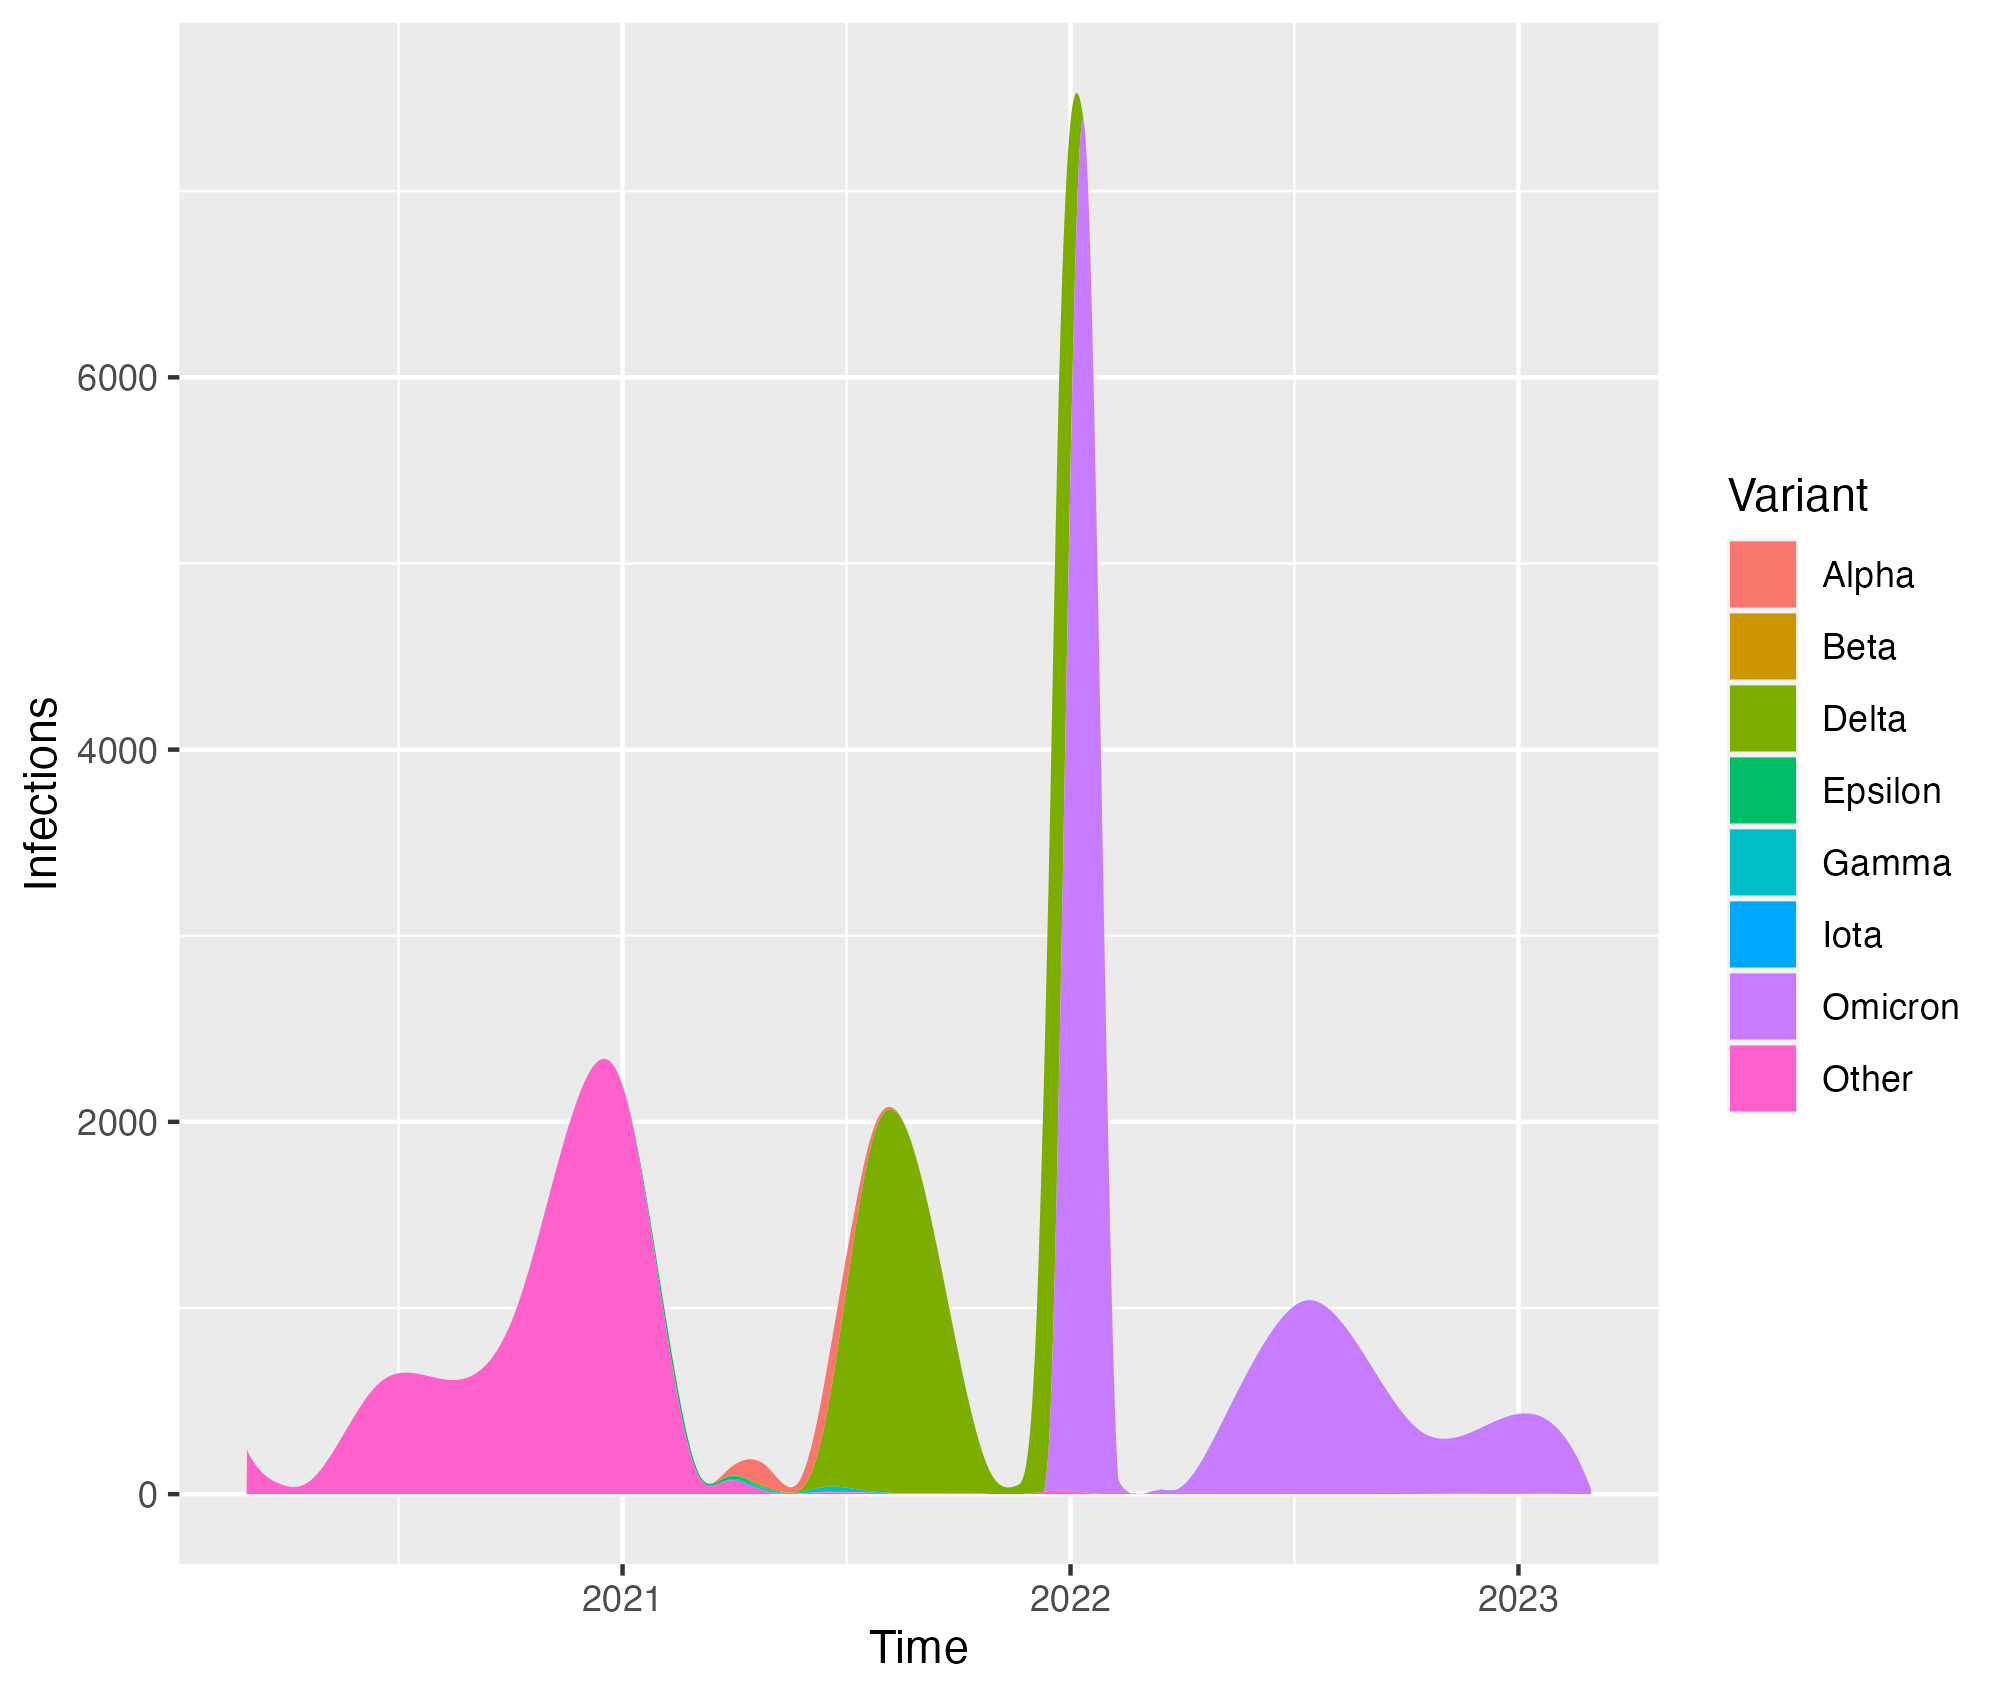 Infections
6000
4000
2000
0
2021
2022
2023
Time
Variant
Alpha
Beta
Delta
Epsilon
Gamma
Iota
Omicron
Other